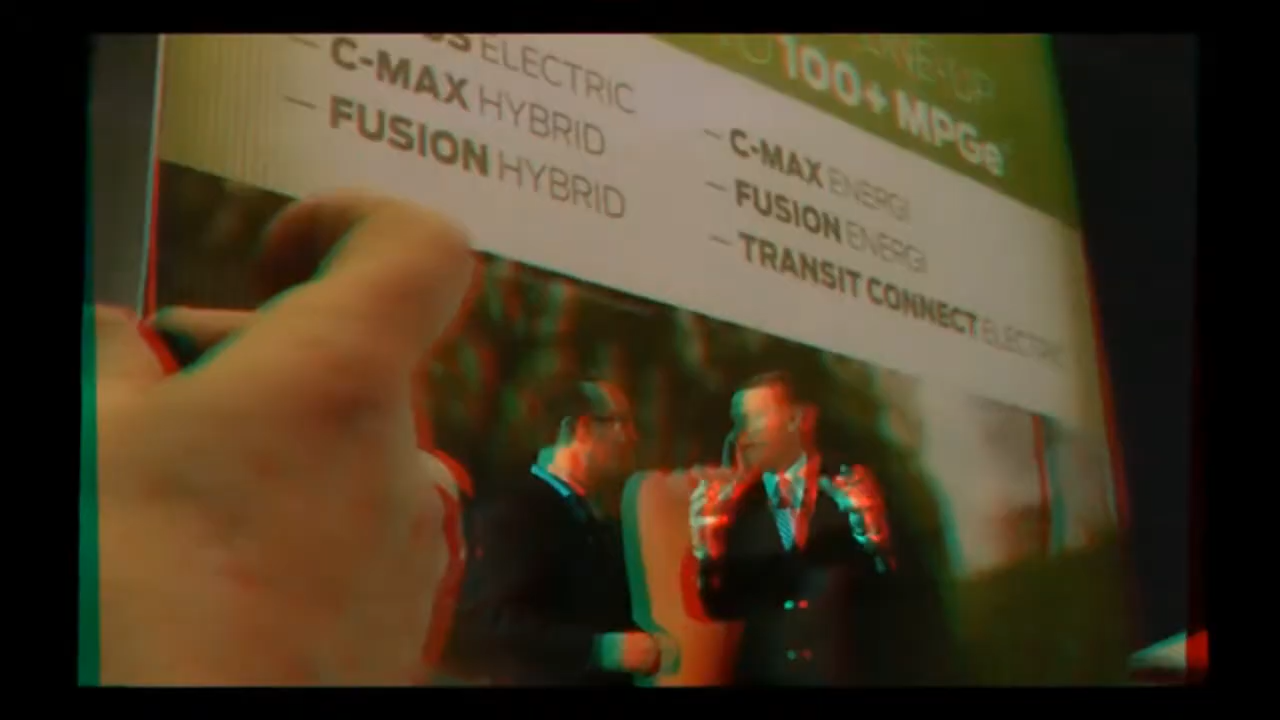 ELECTRIC
C-MAX HYBRID
FUSION HYBRID
100+ MPGe
C-MAX ENERGI
FUSION ENERGI
TRANSIT CONNECT ELECTRIC